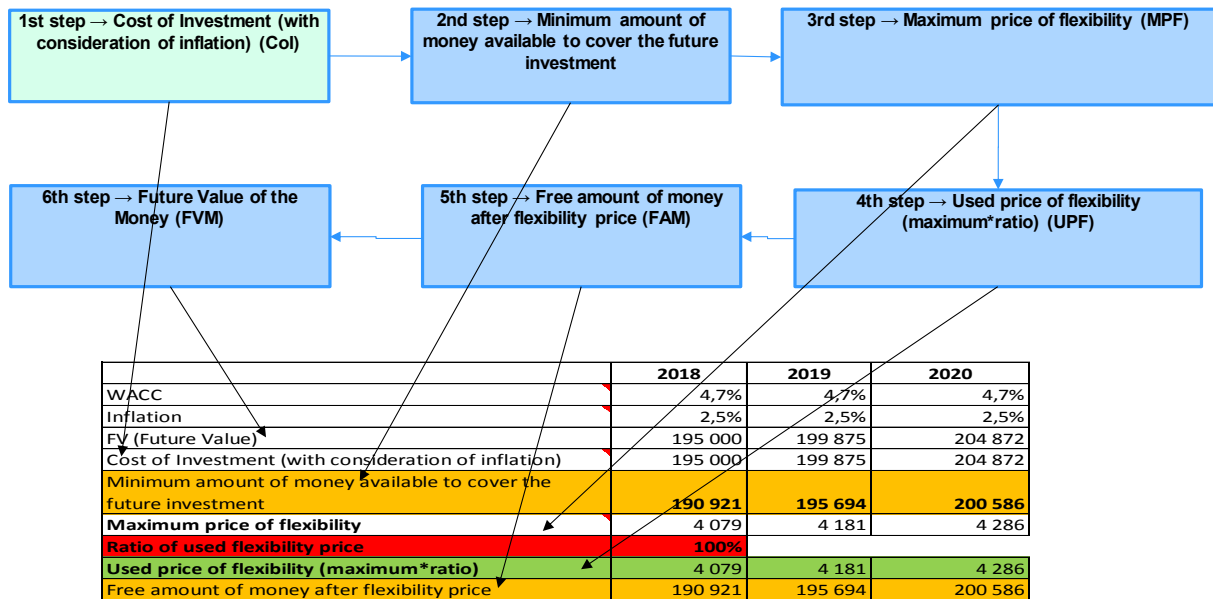 1st step → Cost of Investment (with
consideration of inflation) (CoI)
2nd step → Minimum amount of
money available to cover the future
investment
3rd step → Maximum price of flexibility (MPF)
6th step → Future Value of the
Money (FVM)
5th step → Free amount of money
after flexibility price (FAM)
4th step → Used price of flexibility
(maximum*ratio) (UPF)
2018 2019 2020
WACC 4,7% 4,7% 4,7%
Inflation 2,5% 2,5% 2,5%
FV (Future Value) 195 000 199 875 204 872
Cost of Investment (with consideration of inflation) 195 000 199 875 204 872
Minimum amount of money available to cover the
future investment 190 921 195 694 200 586
Maximum price of flexibility 4 079 4 181 4 286
Ratio of used flexibility price 100%
Used price of flexibility (maximum*ratio) 4 079 4 181 4 286
Free amount of money after flexibility price 190 921 195 694 200 586